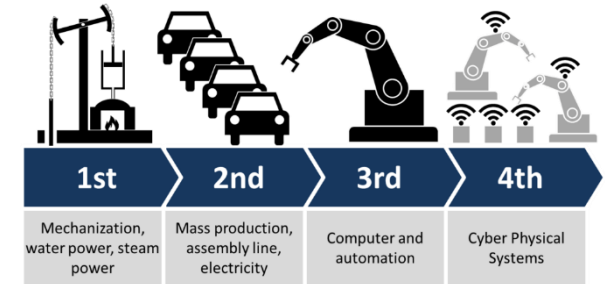 1st
2nd
3rd
4th
Mechanization,
water power, steam
power
Mass production,
assembly line,
electricity
Computer and
automation
Cyber Physical
Systems